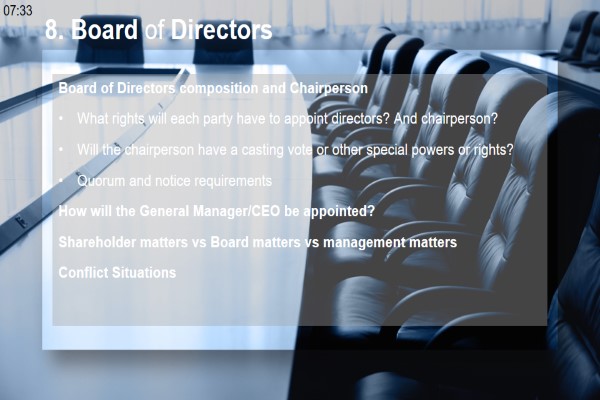 07:33
8. Board of Directors
Board of Directors composition and Chairperson
• What rights will each party have to appoint directors? And chairperson?
• Will the chairperson have a casting vote or other special powers or rights?
• Quorum and notice requirements
How will the General Manager/CEO be appointed?
Shareholder matters vs Board matters vs management matters
Conflict Situations